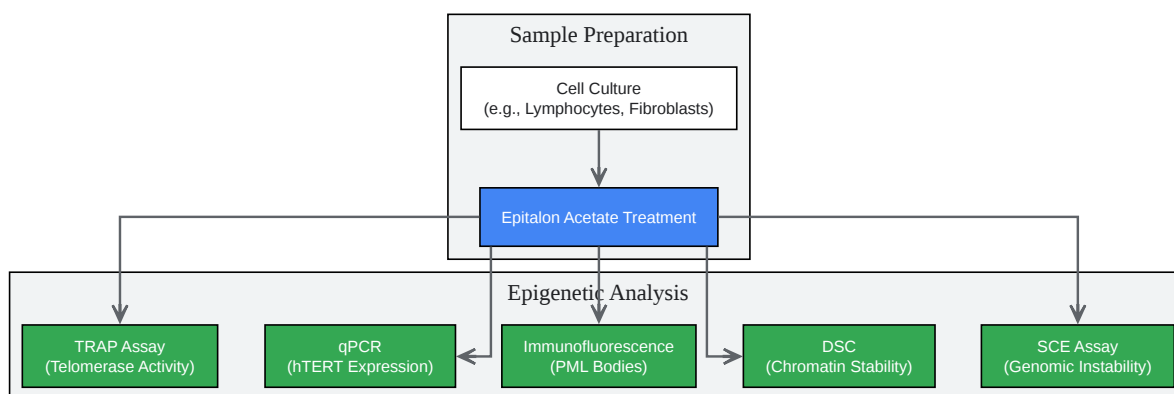 Sample Preparation
Cell Culture
(e.g., Lymphocytes, Fibroblasts)
Epitalon Acetate Treatment
Epigenetic Analysis
TRAP Assay
(Telomerase Activity)
qPCR
(hTERT Expression)
Immunofluorescence
(PML Bodies)
DSC
(Chromatin Stability)
SCE Assay
(Genomic Instability)